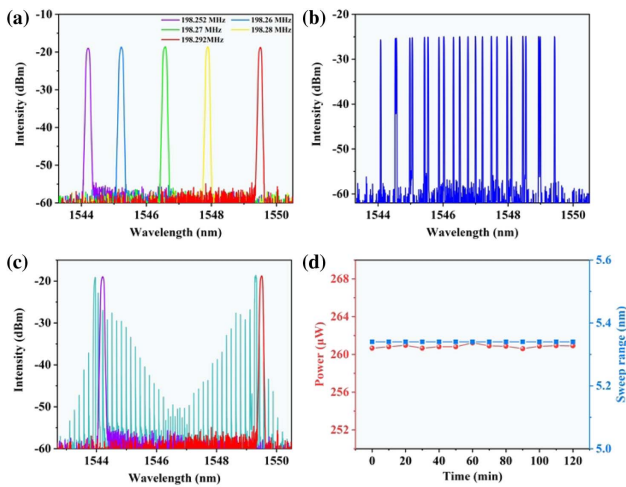 (a)
198.252 MHz 198.26 MHz
198.27 MHz 198.28 MHz
198.292MHz
Intensity (dBm)
-10
-20
-30
-40
-50
-60
1544 1546 1548 1550
Wavelength (nm)
(b)
Intensity (dBm)
-20
-30
-40
-50
-60
1544 1546 1548 1550
Wavelength (nm)
(c)
Intensity (dBm)
-20
-30
-40
-50
-60
1544 1546 1548 1550
Wavelength (nm)
(d)
Power (μW)
268
264
260
256
252
Sweep range (nm)
5.6
5.4
5.2
5.0
0 20 40 60 80 100 120
Time (min)